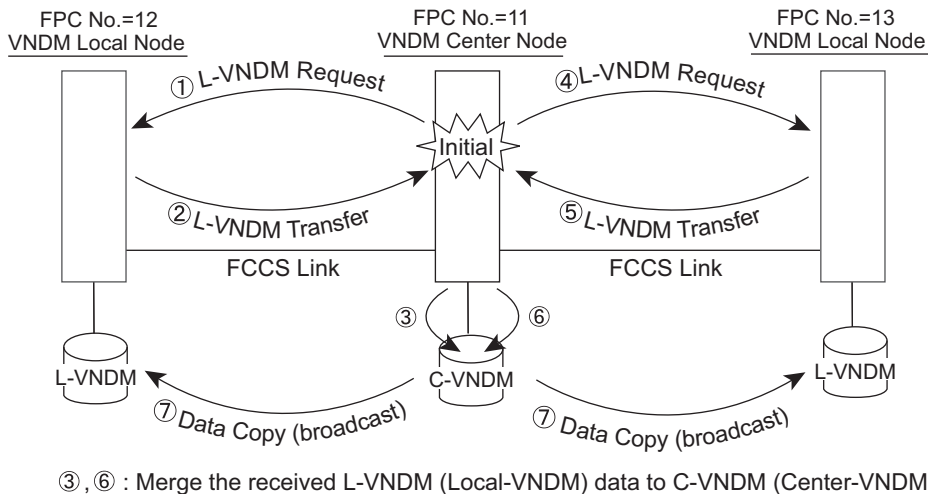 FPC No.=12
VNDM Local Node
FPC No.=11
VNDM Center Node
FPC No.=13
VNDM Local Node
① L-VNDM Request
④ L-VNDM Request
Initial
② L-VNDM Transfer
⑤ L-VNDM Transfer
FCCS Link
FCCS Link
③
⑥
L-VNDM
C-VNDM
L-VNDM
⑦ Data Copy (broadcast)
⑦ Data Copy (broadcast)
③, ⑥ : Merge the received L-VNDM (Local-VNDM) data to C-VNDM (Center-VNDM